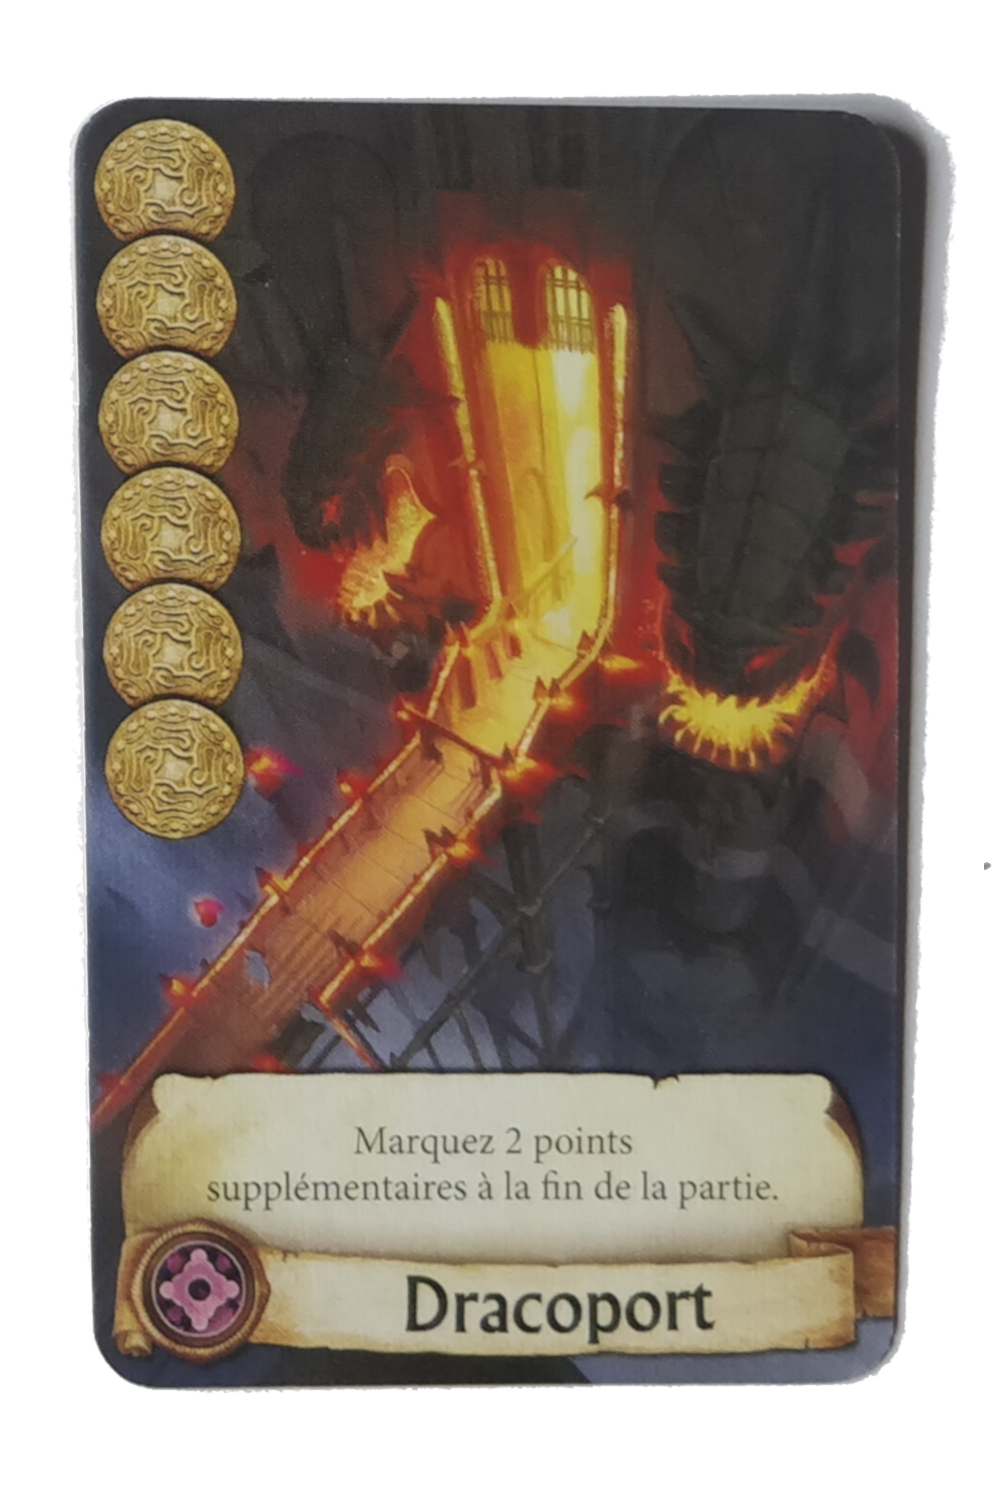 Marquez 2 points
supplémentaires à la fin de la partie.
Dracoport